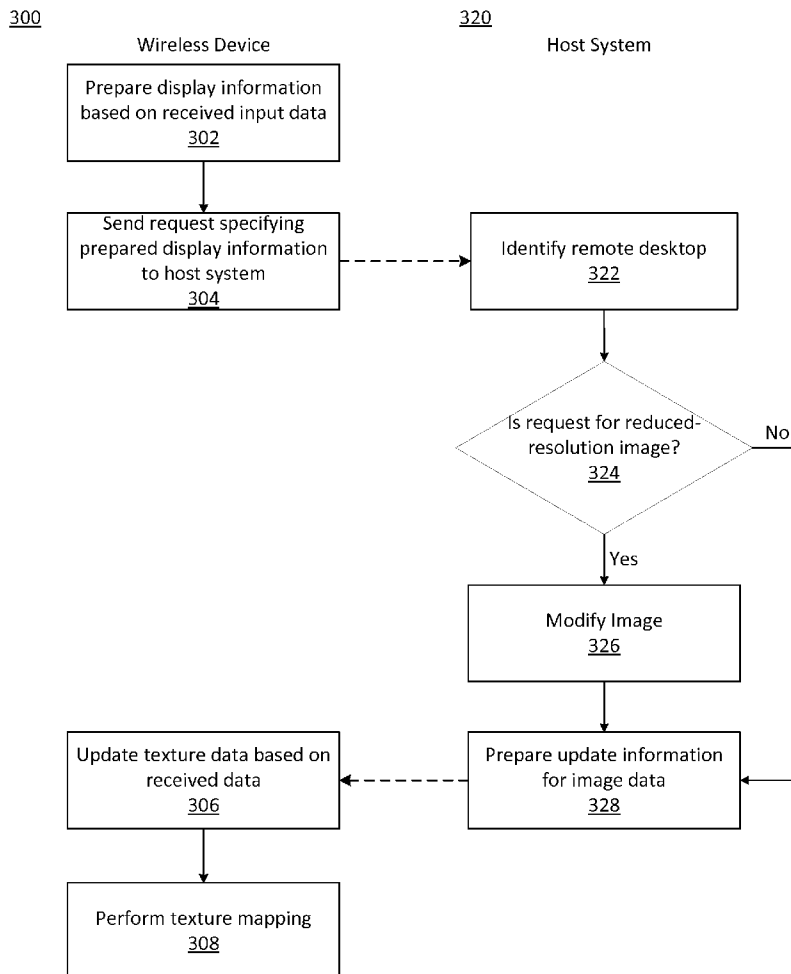 300
320
Wireless Device
Host System
Prepare display information
based on received input data
302
Send request specifying
prepared display information
to host system
304
Identify remote desktop
322
Is request for reduced-
resolution image?
324
No
Yes
Modify Image
326
Update texture data based on
received data
306
Prepare update information
for image data
328
Perform texture mapping
308